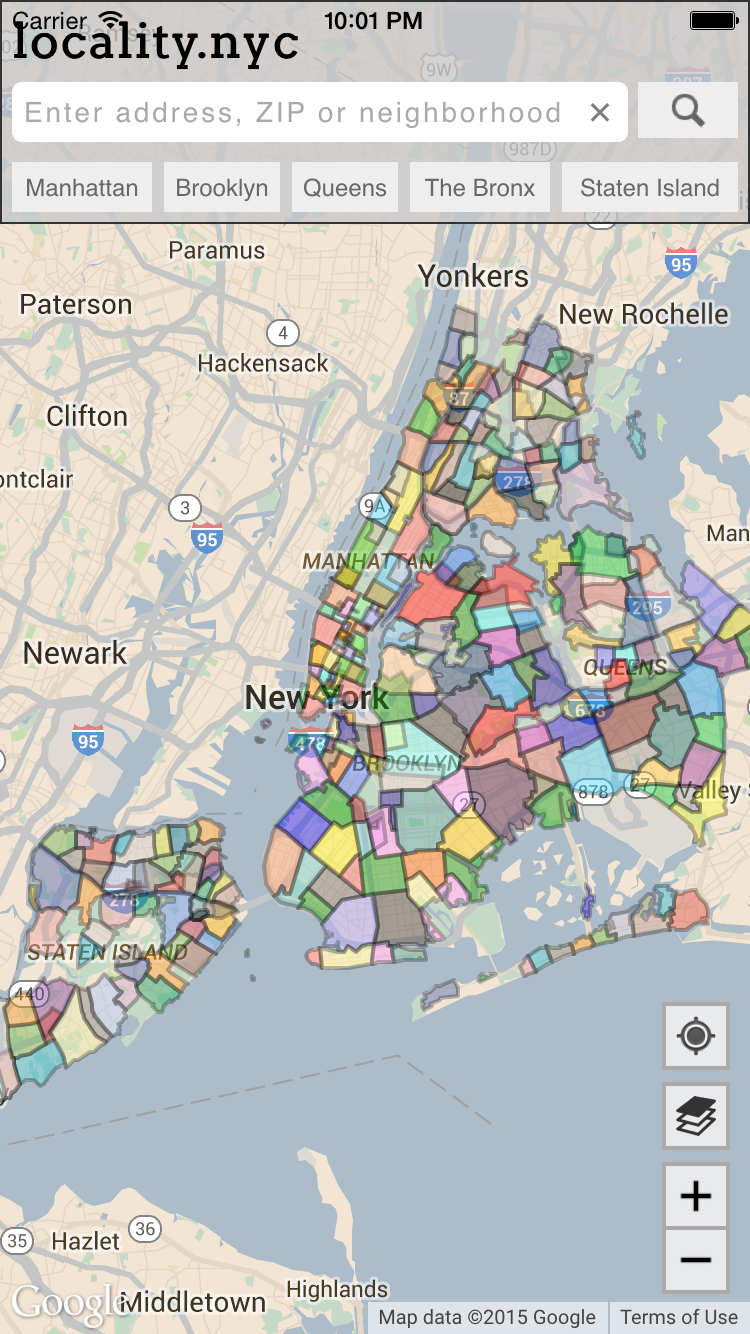 Carrier 10:01 PM
locality.nyc
9W
Enter address, ZIP or neighborhood ×
987D
Manhattan Brooklyn Queens The Bronx Staten Island
22
Paramus
95
Yonkers
Paterson
New Rochelle
4
Hackensack
87
Clifton
ontclair
278
3
9A
95
Man
MANHATTAN
295
Newark
QUEENS
New York
678
95
478
BROOKLYN
878
27
Valley S
27
278
STATEN ISLAND
440
36
35
Hazlet
Highlands
Google
Middletown
Map data ©2015 Google
Terms of Use